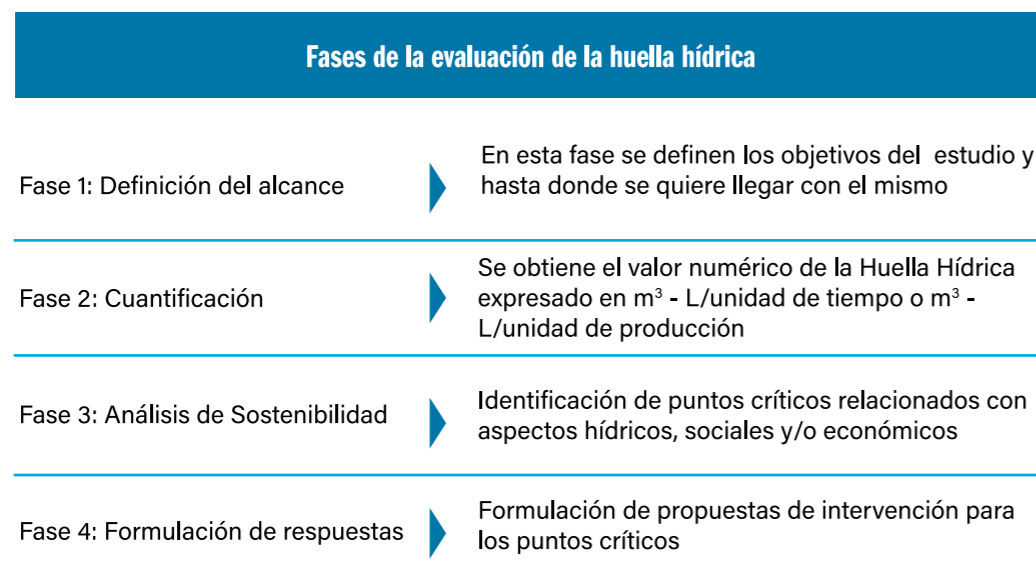 Fases de la evaluación de la huella hídrica
Fase 1: Definición del alcance
En esta fase se definen los objetivos del estudio y
hasta donde se quiere llegar con el mismo
Fase 2: Cuantificación
Se obtiene el valor numérico de la Huella Hídrica
expresado en m³ - L/unidad de tiempo o m³ -
L/unidad de producción
Fase 3: Análisis de Sostenibilidad
Identificación de puntos críticos relacionados con
aspectos hídricos, sociales y/o económicos
Fase 4: Formulación de respuestas
Formulación de propuestas de intervención para
los puntos críticos